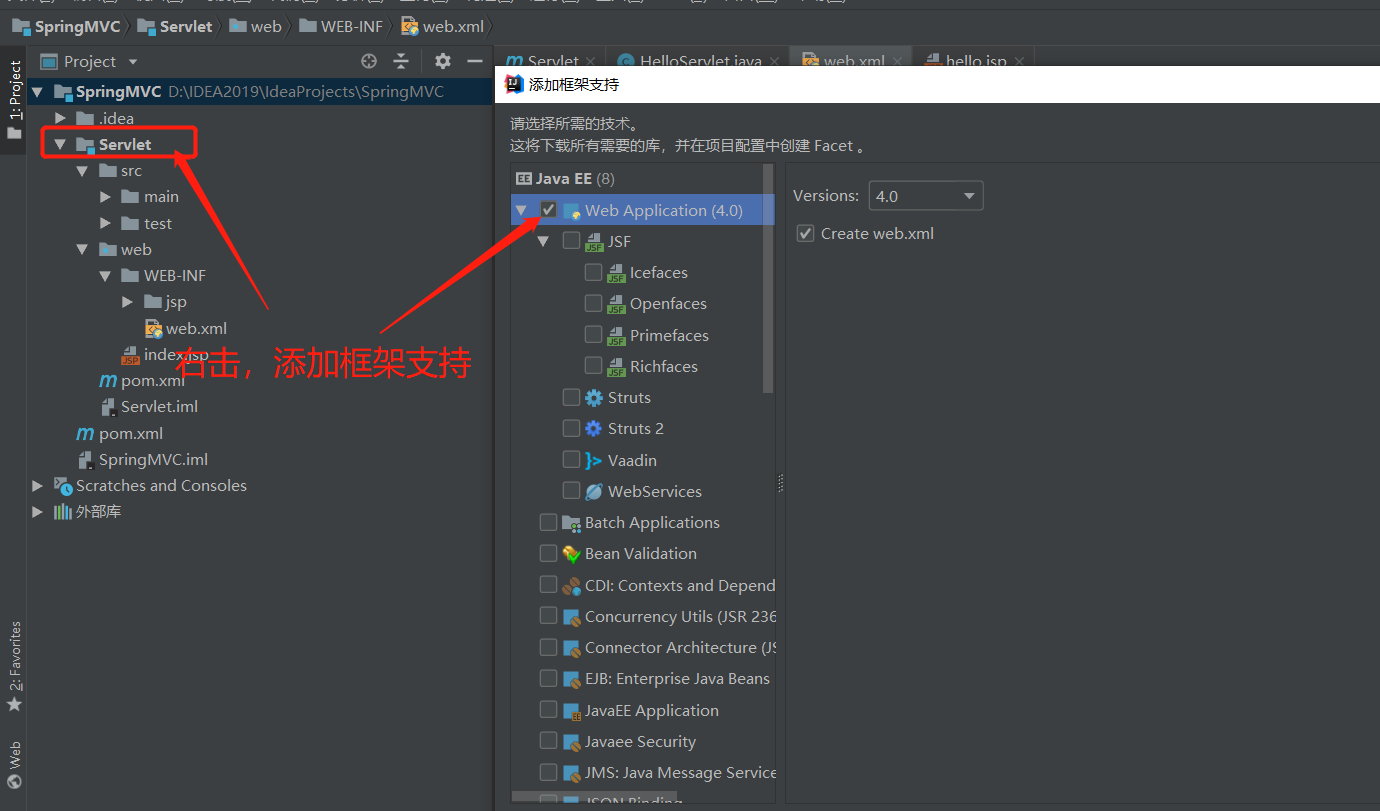 SpringMVC Servlet web WEB-INF web.xml
1: Project
2: Favorites
Web
Project
SpringMVC D:\IDEA2019\IdeaProjects\SpringMVC
.idea
Servlet
src
main
test
web
WEB-INF
jsp
web.xml
index.jsp
pom.xml
Servlet.iml
pom.xml
SpringMVC.iml
Scratches and Consoles
外部库
右击，添加框架支持
Servlet HelloServlet.java web.xml hello.jsp
添加框架支持
请选择所需的技术。
这将下载所有需要的库，并在项目配置中创建 Facet 。
Java EE (8)
Web Application (4.0)
JSF
Icefaces
Openfaces
Primefaces
Richfaces
Struts
Struts 2
Vaadin
WebServices
Batch Applications
Bean Validation
CDI: Contexts and Depend
Concurrency Utils (JSR 236
Connector Architecture (JS
EJB: Enterprise Java Beans
JavaEE Application
Javaee Security
JMS: Java Message Service
JSON Binding
Versions: 4.0
Create web.xml